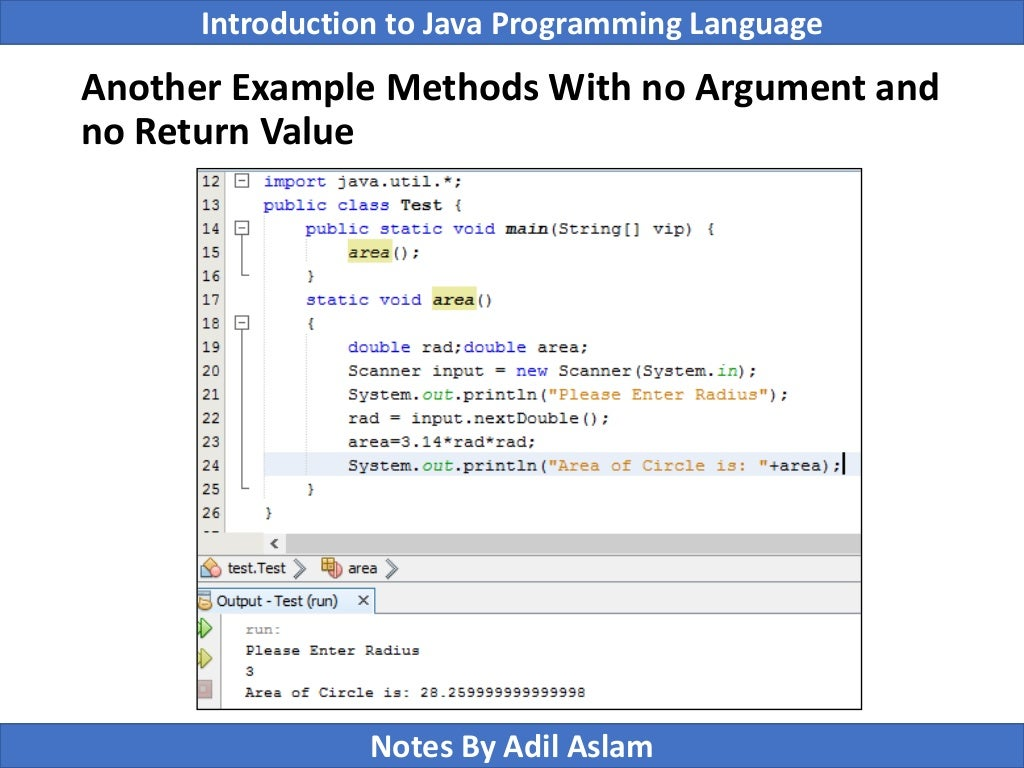 Introduction to Java Programming Language
Another Example Methods With no Argument and
no Return Value
12 import java.util.*;
13 public class Test {
14 public static void main(String[] vip) {
15 area();
16 }
17 static void area()
18 {
19 double rad;double area;
20 Scanner input = new Scanner(System.in);
21 System.out.println("Please Enter Radius");
22 rad = input.nextDouble();
23 area=3.14*rad*rad;
24 System.out.println("Area of Circle is: "+area);
25 }
26 }
test.Test area
Output - Test (run)
run:
Please Enter Radius
3
Area of Circle is: 28.259999999999998
Notes By Adil Aslam